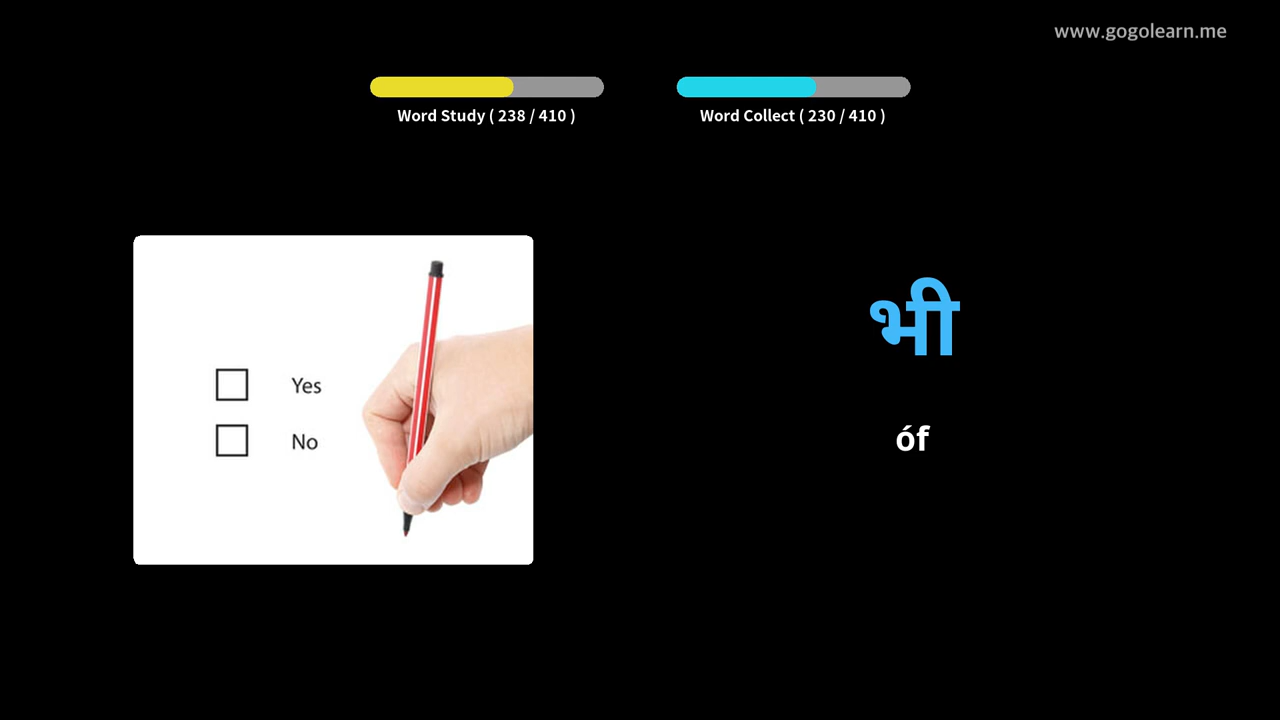 www.gogolearn.me
Word Study ( 238 / 410 )
Word Collect ( 230 / 410 )
Yes
No
भी
óf